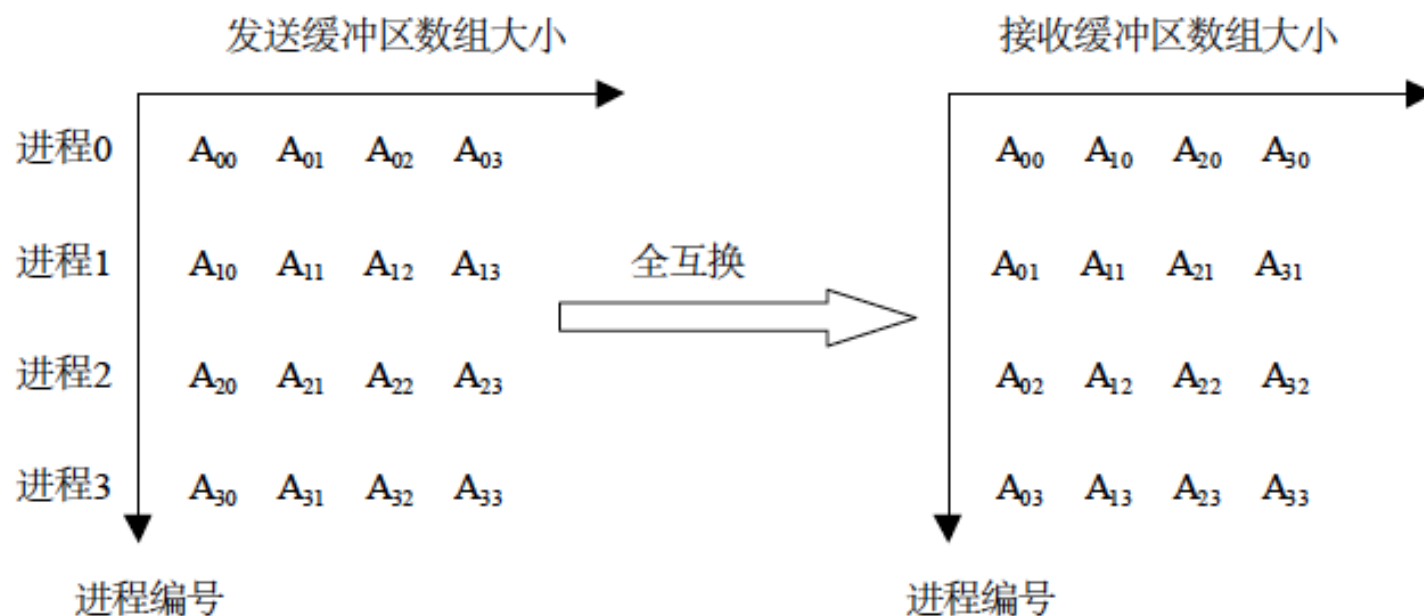 发送缓冲区数组大小 接收缓冲区数组大小
进程0 A₀₀ A₀₁ A₀₂ A₀₃ A₀₀ A₁₀ A₂₀ A₃₀
进程1 A₁₀ A₁₁ A₁₂ A₁₃ 全互换 A₀₁ A₁₁ A₂₁ A₃₁
进程2 A₂₀ A₂₁ A₂₂ A₂₃ A₀₂ A₁₂ A₂₂ A₃₂
进程3 A₃₀ A₃₁ A₃₂ A₃₃ A₀₃ A₁₃ A₂₃ A₃₃
进程编号 进程编号